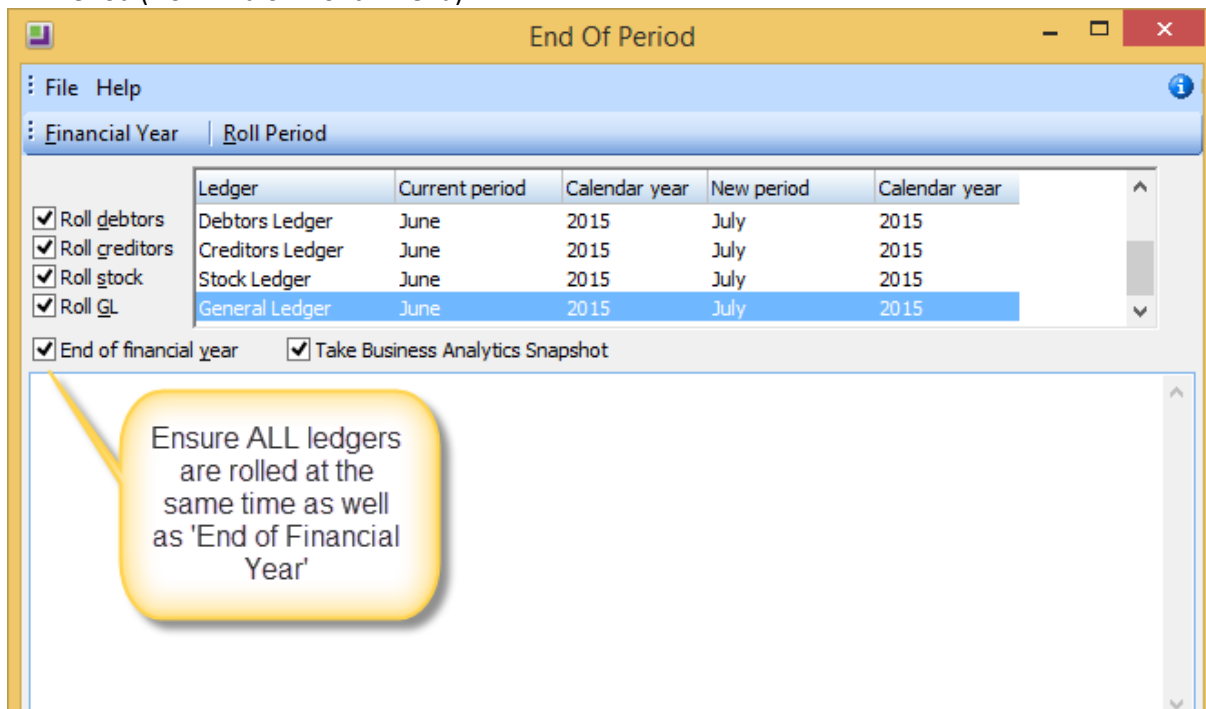 End Of Period
File Help
Financial Year Roll Period
Ledger Current period Calendar year New period Calendar year
Roll debtors Debtors Ledger June 2015 July 2015
Roll creditors Creditors Ledger June 2015 July 2015
Roll stock Stock Ledger June 2015 July 2015
Roll GL General Ledger June 2015 July 2015
End of financial year Take Business Analytics Snapshot
Ensure ALL ledgers
are rolled at the
same time as well
as 'End of Financial
Year'